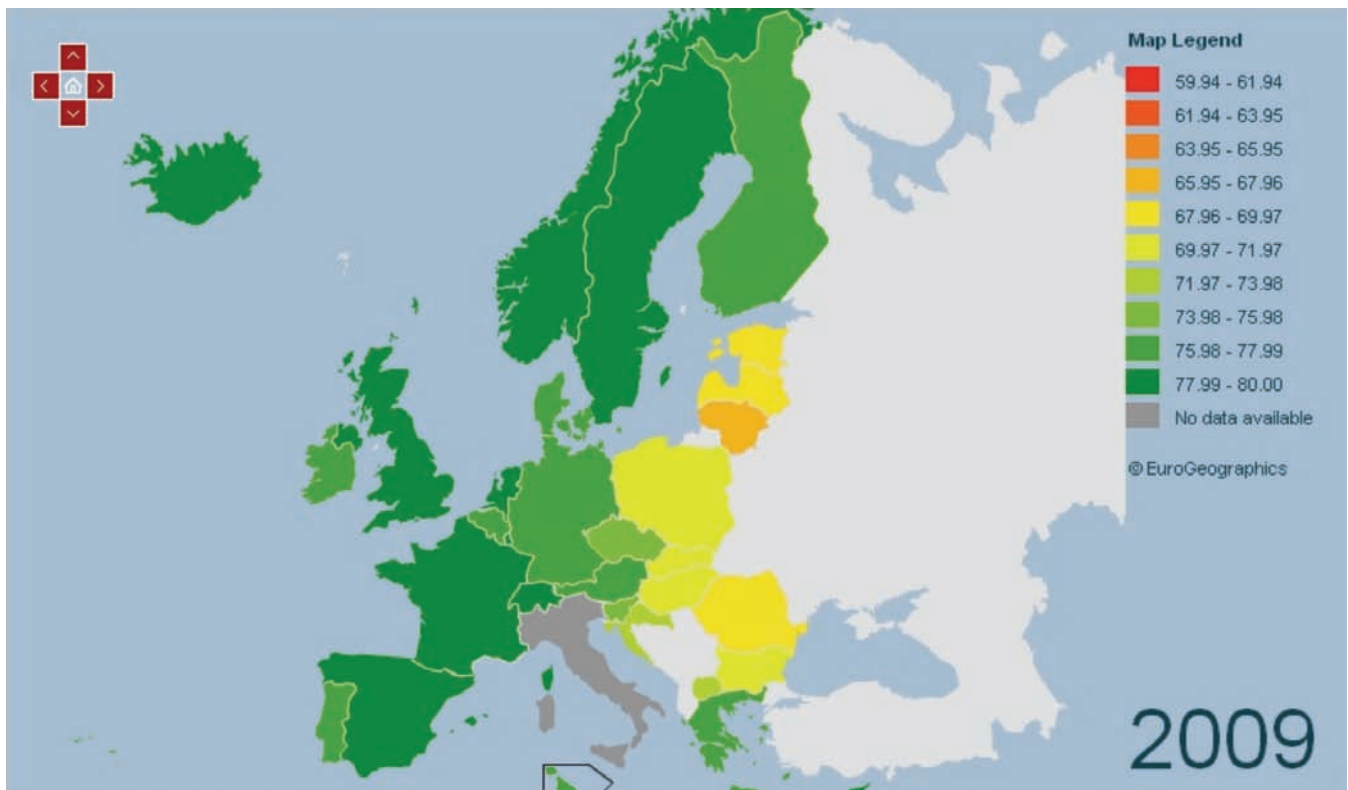 Map Legend
59.94 - 61.94
61.94 - 63.95
63.95 - 65.95
65.95 - 67.96
67.96 - 69.97
69.97 - 71.97
71.97 - 73.98
73.98 - 75.98
75.98 - 77.99
77.99 - 80.00
No data available
© EuroGeographics
2009